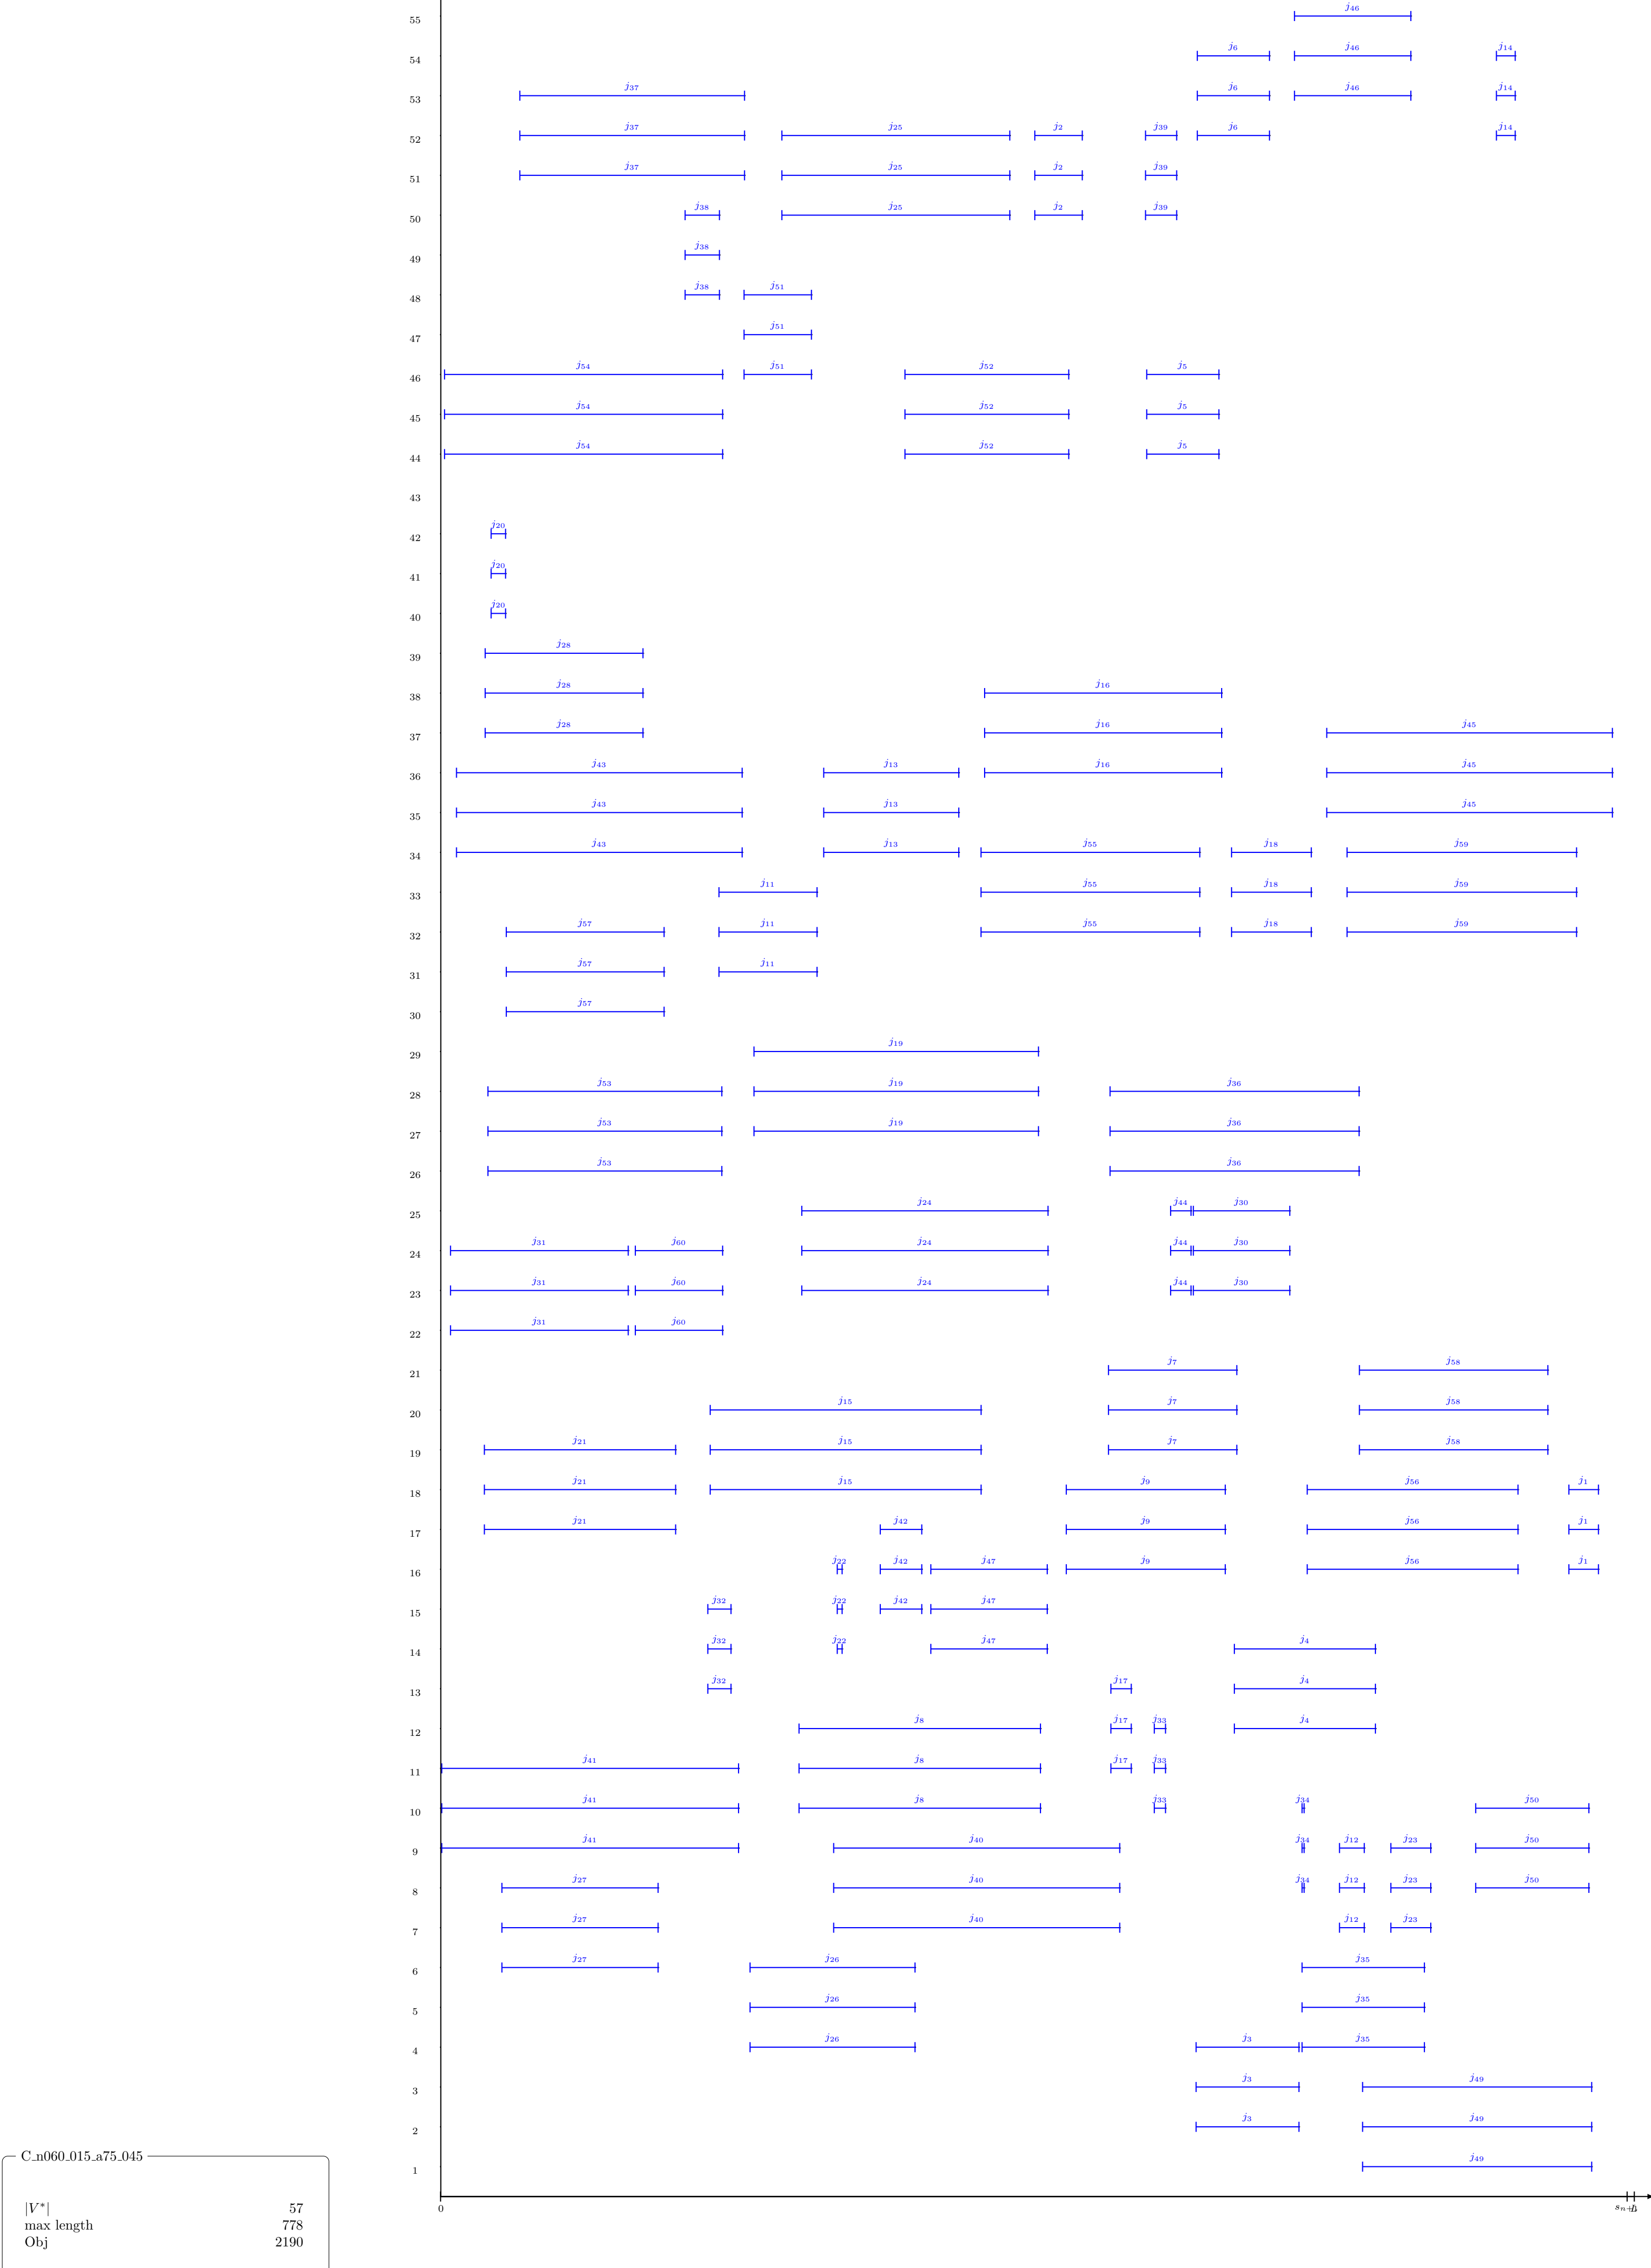 j46
55
j6 j46 j14
54
j37 j6 j46 j14
53
j37 j25 j2 j39 j6 j14
52
j37 j25 j2 j39
51
j38 j25 j2 j39
50
j38
49
j38 j51
48
j51
47
j54 j51 j52 j5
46
j54 j52 j5
45
j54 j52 j5
44
43
j20
42
j20
41
j20
40
j28
39
j28 j16
38
j28 j16 j45
37
j43 j13 j16 j45
36
j43 j13 j45
35
j43 j13 j55 j18 j59
34
j11 j55 j18 j59
33
j57 j11 j55 j18 j59
32
j57 j11
31
j57
30
j19
29
j53 j19 j36
28
j53 j19 j36
27
j53 j36
26
j24 j44 j30
25
j31 j60 j24 j44 j30
24
j31 j60 j24 j44 j30
23
j31 j60
22
j7 j58
21
j15 j7 j58
20
j21 j15 j7 j58
19
j21 j15 j9 j56 j1
18
j21 j42 j9 j56 j1
17
j22 j42 j47 j9 j56 j1
16
j32 j22 j42 j47
15
j32 j22 j47 j4
14
j32 j17 j4
13
j8 j17 j33 j4
12
j41 j8 j17 j33
11
j41 j8 j33 j34 j50
10
j41 j40 j34 j12 j23 j50
9
j27 j40 j34 j12 j23 j50
8
j27 j40 j12 j23
7
j27 j26 j35
6
j26 j35
5
j26 j3 j35
4
j3 j49
3
j3 j49
2
j49
1
0
C_n060_015_a75_045
|V*| 57
max length 778
Obj 2190